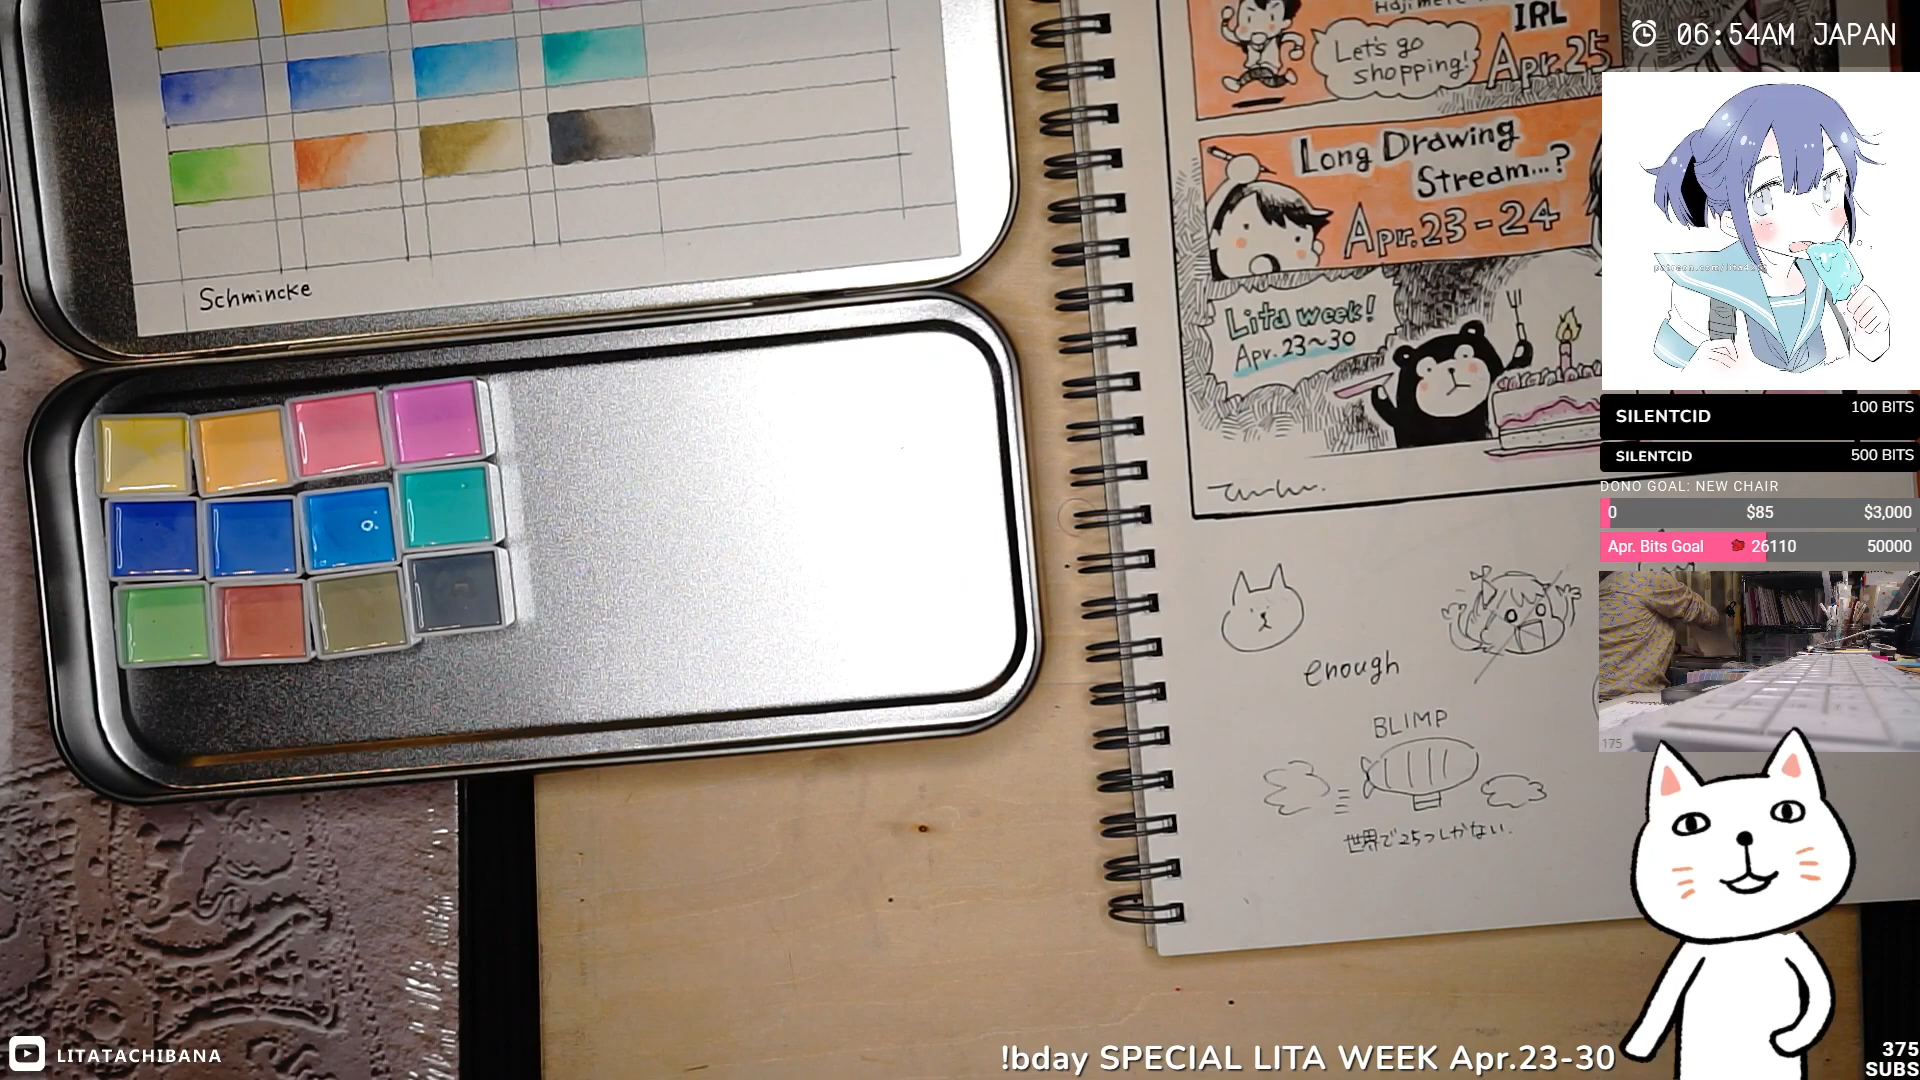 Schmincke
IRL
Let's go
shopping!
Apr.25
Long Drawing
Stream...?
Apr.23-24
Lita week!
Apr.23~30
enough
BLIMP
世界で25つしかない.
06:54AM JAPAN
SILENTCID 100 BITS
SILENTCID 500 BITS
DONO GOAL: NEW CHAIR
0 $85 $3,000
Apr. Bits Goal 26110 50000
175
LITATACHIBANA
!bday SPECIAL LITA WEEK Apr.23-30
375
SUBS